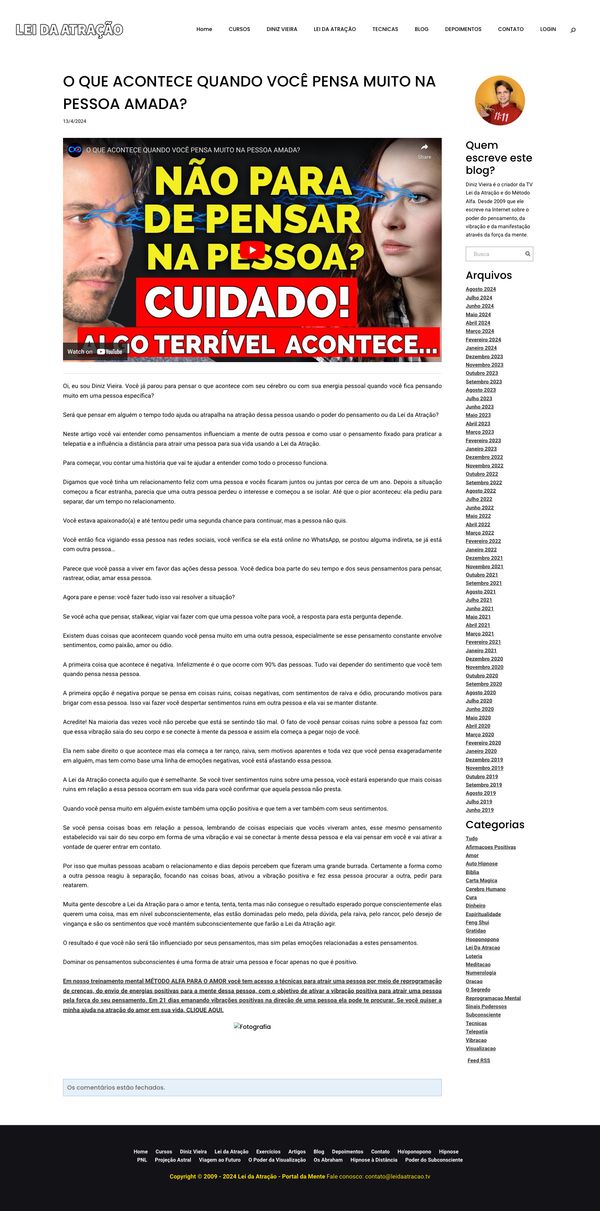 LEI DA ATRAÇÃO
Home CURSOS DINIZ VIEIRA LEI DA ATRAÇÃO TECNICAS BLOG DEPOIMENTOS CONTATO LOGIN
O QUE ACONTECE QUANDO VOCÊ PENSA MUITO NA
PESSOA AMADA?
13/4/2024
O QUE ACONTECE QUANDO VOCÊ PENSA MUITO NA PESSOA AMADA?
Share
NÃO PARA
DE PENSAR
NA PESSOA?
CUIDADO!
ALGO TERRÍVEL ACONTECE...
Watch on YouTube
Oi, eu sou Diniz Vieira. Você já parou para pensar o que acontece com seu cérebro ou com sua energia pessoal quando você fica pensando
muito em uma pessoa específica?
Será que pensar em alguém o tempo todo ajuda ou atrapalha na atração dessa pessoa usando o poder do pensamento ou da Lei da Atração?
Neste artigo você vai entender como pensamentos influenciam a mente de outra pessoa e como usar o pensamento fixado para praticar a
telepatia e a influência a distância para atrair uma pessoa para sua vida usando a Lei da Atração.
Para começar, vou contar uma história que vai te ajudar a entender como todo o processo funciona.
Digamos que você tinha um relacionamento feliz com uma pessoa e vocês ficaram juntos ou juntas por cerca de um ano. Depois a situação
começou a ficar estranha, parecia que uma outra pessoa perdeu o interesse e começou a se isolar. Até que o pior aconteceu: ela pediu para
separar, dar um tempo no relacionamento.
Você estava apaixonado(a) e até tentou pedir uma segunda chance para continuar, mas a pessoa não quis.
Você então fica vigiando essa pessoa nas redes sociais, você verifica se ela está online no WhatsApp, se postou alguma indireta, se já está
com outra pessoa...
Parece que você passa a viver em favor das ações dessa pessoa. Você dedica boa parte do seu tempo e dos seus pensamentos para pensar,
rastrear, odiar, amar essa pessoa.
Agora pare e pense: você fazer tudo isso vai resolver a situação?
Se você acha que pensar, stalkear, vigiar vai fazer com que uma pessoa volte para você, a resposta para esta pergunta depende.
Existem duas coisas que acontecem quando você pensa muito em uma outra pessoa, especialmente se esse pensamento constante envolve
sentimentos, como paixão, amor ou ódio.
A primeira coisa que acontece é negativa. Infelizmente é o que ocorre com 90% das pessoas. Tudo vai depender do sentimento que você tem
quando pensa nessa pessoa.
A primeira opção é negativa porque se pensa em coisas ruins, coisas negativas, com sentimentos de raiva e ódio, procurando motivos para
brigar com essa pessoa. Isso vai fazer você despertar sentimentos ruins em outra pessoa e ela vai se manter distante.
Acredite! Na maioria das vezes você não percebe que está se sentindo tão mal. O fato de você pensar coisas ruins sobre a pessoa faz com
que essa vibração saia do seu corpo e se conecte à mente da pessoa e assim ela começa a pegar nojo de você.
Ela nem sabe direito o que acontece mas ela começa a ter ranço, raiva, sem motivos aparentes e toda vez que você pensa exageradamente
em alguém, mas tem como base uma linha de emoções negativas, você está afastando essa pessoa.
A Lei da Atração conecta aquilo que é semelhante. Se você tiver sentimentos ruins sobre uma pessoa, você estará esperando que mais coisas
ruins em relação a essa pessoa ocorram em sua vida para você confirmar que aquela pessoa não presta.
Quando você pensa muito em alguém existe também uma opção positiva e que tem a ver também com seus sentimentos.
Se você pensa coisas boas em relação a pessoa, lembrando de coisas especiais que vocês viveram antes, esse mesmo pensamento
estabelecido vai sair do seu corpo em forma de uma vibração e vai se conectar à mente dessa pessoa e ela vai pensar em você e vai ativar a
vontade de querer entrar em contato.
Por isso que muitas pessoas acabam o relacionamento e dias depois percebem que fizeram uma grande burrada. Certamente a forma como
a outra pessoa reagiu à separação, focando nas coisas boas, ativou a vibração positiva e fez essa pessoa procurar a outra, pedir para
reatarem.
Muita gente descobre a Lei da Atração para o amor e tenta, tenta, tenta mas não consegue o resultado esperado porque conscientemente elas
querem uma coisa, mas em nível subconscientemente, elas estão dominadas pelo medo, pela dúvida, pela raiva, pelo rancor, pelo desejo de
vingança e são os sentimentos que você mantém subconscientemente que farão a Lei da Atração agir.
O resultado é que você não será tão influenciado por seus pensamentos, mas sim pelas emoções relacionadas a estes pensamentos.
Dominar os pensamentos subconscientes é uma forma de atrair uma pessoa e focar apenas no que é positivo.
Em nosso treinamento mental MÉTODO ALFA PARA O AMOR você tem acesso a técnicas para atrair uma pessoa por meio de reprogramação
de crenças, do envio de energias positivas para a mente dessa pessoa, com o objetivo de ativar a vibração positiva para atrair uma pessoa
pela força do seu pensamento. Em 21 dias emanando vibrações positivas na direção de uma pessoa ela pode te procurar. Se você quiser a
minha ajuda na atração do amor em sua vida, CLIQUE AQUI.
Fotografia
Os comentários estão fechados.
11:11
Quem
escreve este
blog?
Diniz Vieira é o criador da TV
Lei da Atração e do Método
Alfa. Desde 2009 que ele
escreve na Internet sobre o
poder do pensamento, da
vibração e da manifestação
através da força da mente.
Busca
Arquivos
Agosto 2024
Julho 2024
Junho 2024
Maio 2024
Abril 2024
Março 2024
Fevereiro 2024
Janeiro 2024
Dezembro 2023
Novembro 2023
Outubro 2023
Setembro 2023
Agosto 2023
Julho 2023
Junho 2023
Maio 2023
Abril 2023
Março 2023
Fevereiro 2023
Janeiro 2023
Dezembro 2022
Novembro 2022
Outubro 2022
Setembro 2022
Agosto 2022
Julho 2022
Junho 2022
Maio 2022
Abril 2022
Março 2022
Fevereiro 2022
Janeiro 2022
Dezembro 2021
Novembro 2021
Outubro 2021
Setembro 2021
Agosto 2021
Julho 2021
Junho 2021
Maio 2021
Abril 2021
Março 2021
Fevereiro 2021
Janeiro 2021
Dezembro 2020
Novembro 2020
Outubro 2020
Setembro 2020
Agosto 2020
Julho 2020
Junho 2020
Maio 2020
Abril 2020
Março 2020
Fevereiro 2020
Janeiro 2020
Dezembro 2019
Novembro 2019
Outubro 2019
Setembro 2019
Agosto 2019
Julho 2019
Junho 2019
Categorias
Tudo
Afirmacoes Positivas
Amor
Auto Hipnose
Biblia
Carta Magica
Cerebro Humano
Cura
Dinheiro
Espiritualidade
Feng Shui
Gratidao
Hooponopono
Lei Da Atracao
Loteria
Meditacao
Numerologia
Oracao
O Segredo
Reprogramacao Mental
Sinais Poderosos
Subconsciente
Tecnicas
Telepatia
Vibracao
Visualizacao
Feed RSS
Home Cursos Diniz Vieira Lei da Atração Exercícios Artigos Blog Depoimentos Contato Ho'oponopono Hipnose
PNL Projeção Astral Viagem ao Futuro O Poder da Visualização Os Abraham Hipnose à Distância Poder do Subconsciente
Copyright © 2009 - 2024 Lei da Atração - Portal da Mente Fale conosco: contato@leidaatracao.tv